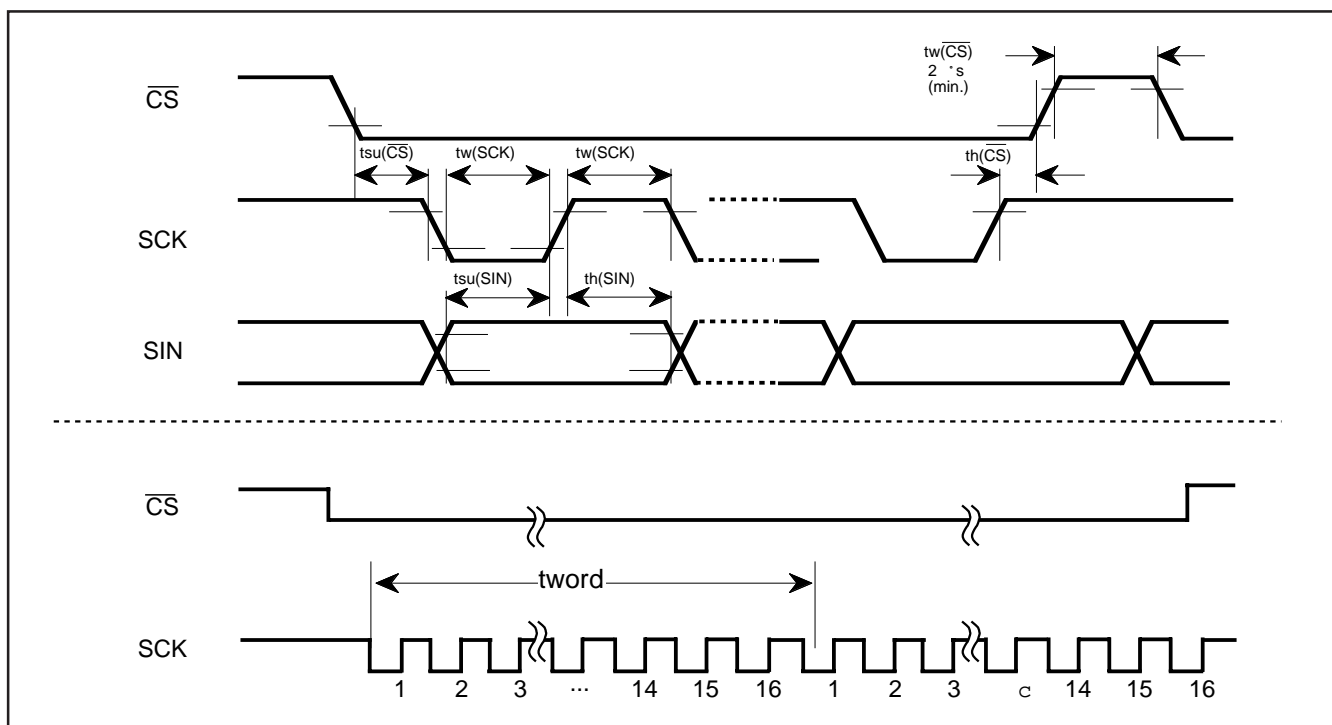 tw(CS)
2 ˚s
(min.)
CS
tsu(CS)
tw(SCK)
tw(SCK)
th(CS)
SCK
tsu(SIN)
th(SIN)
SIN
CS
tword
SCK
1 2 3 ... 14 15 16 1 2 3 c 14 15 16